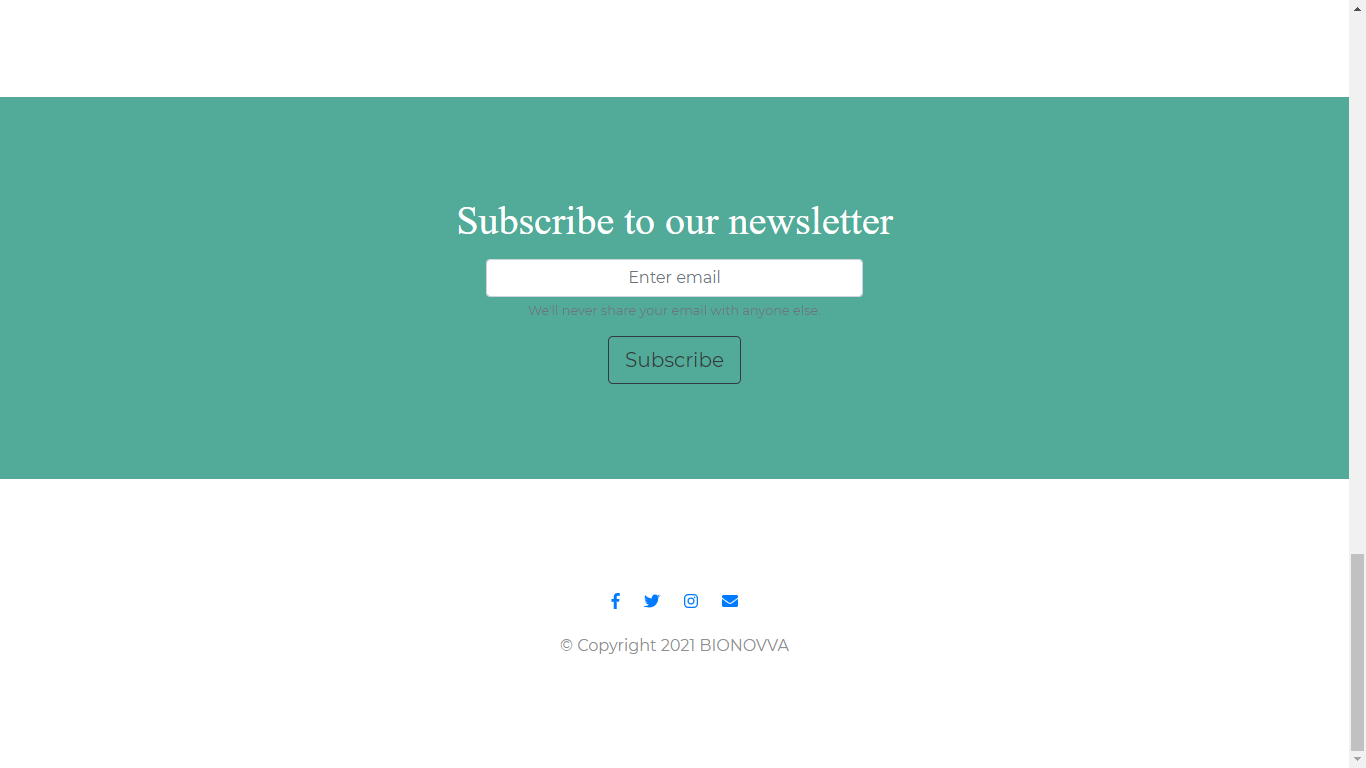 Subscribe to our newsletter
Enter email
We'll never share your email with anyone else.
Subscribe
© Copyright 2021 BIONOVVA